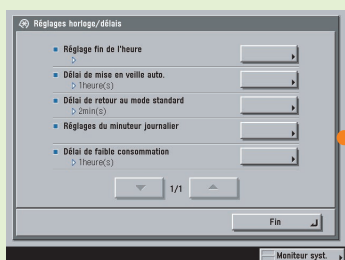 Réglages horloge/délais
Réglage fin de l'heure
Délai de mise en veille auto.
1heure(s)
Délai de retour au mode standard
2min(s)
Réglages du minuteur journalier
Délai de faible consommation
1heure(s)
1/1
Fin
Moniteur syst.